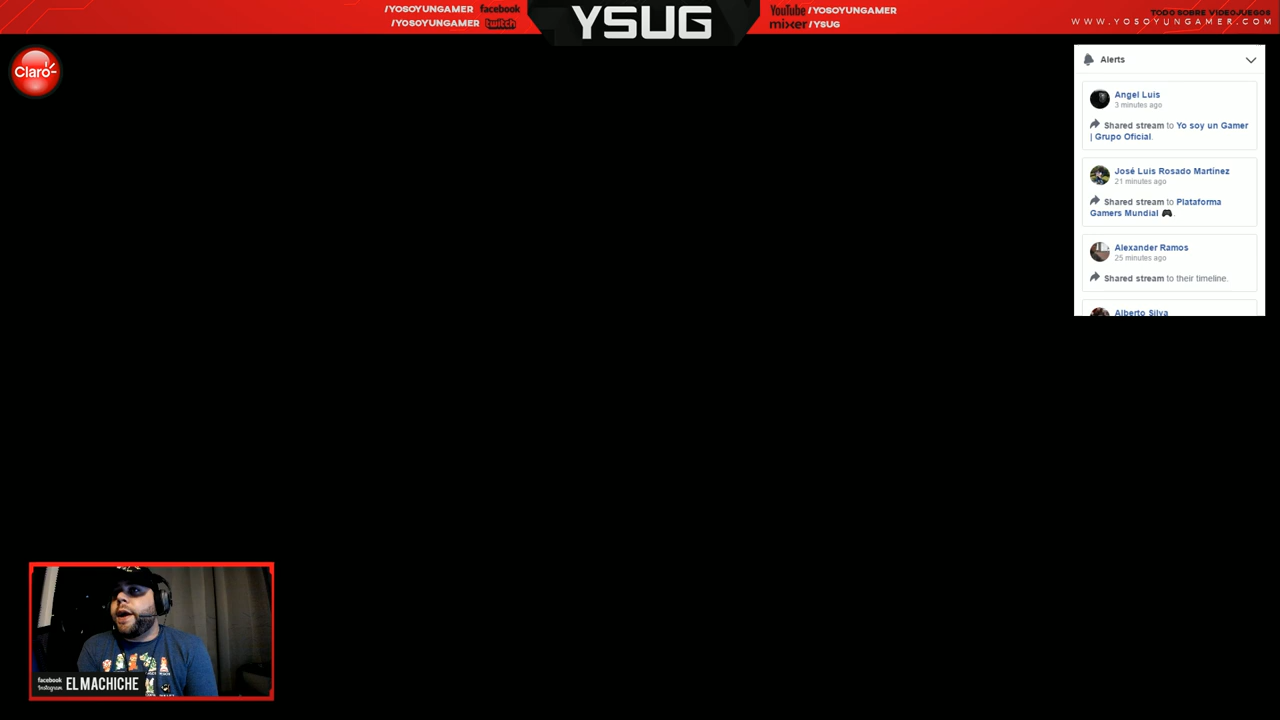 /YOSOYUNGAMER facebook
/YOSOYUNGAMER twitch
YSUG
YouTube /YOSOYUNGAMER
mixer /YSUG
TODO SOBRE VIDEOJUEGOS
WWW.YOSOYUNGAMER.COM
Claro
Alerts
Angel Luis
3 minutes ago
Shared stream to Yo soy un Gamer
| Grupo Oficial.
José Luis Rosado Martínez
21 minutes ago
Shared stream to Plataforma
Gamers Mundial 🎮.
Alexander Ramos
25 minutes ago
Shared stream to their timeline.
Alberto Silva
facebook
Instagram
EL MACHICHE